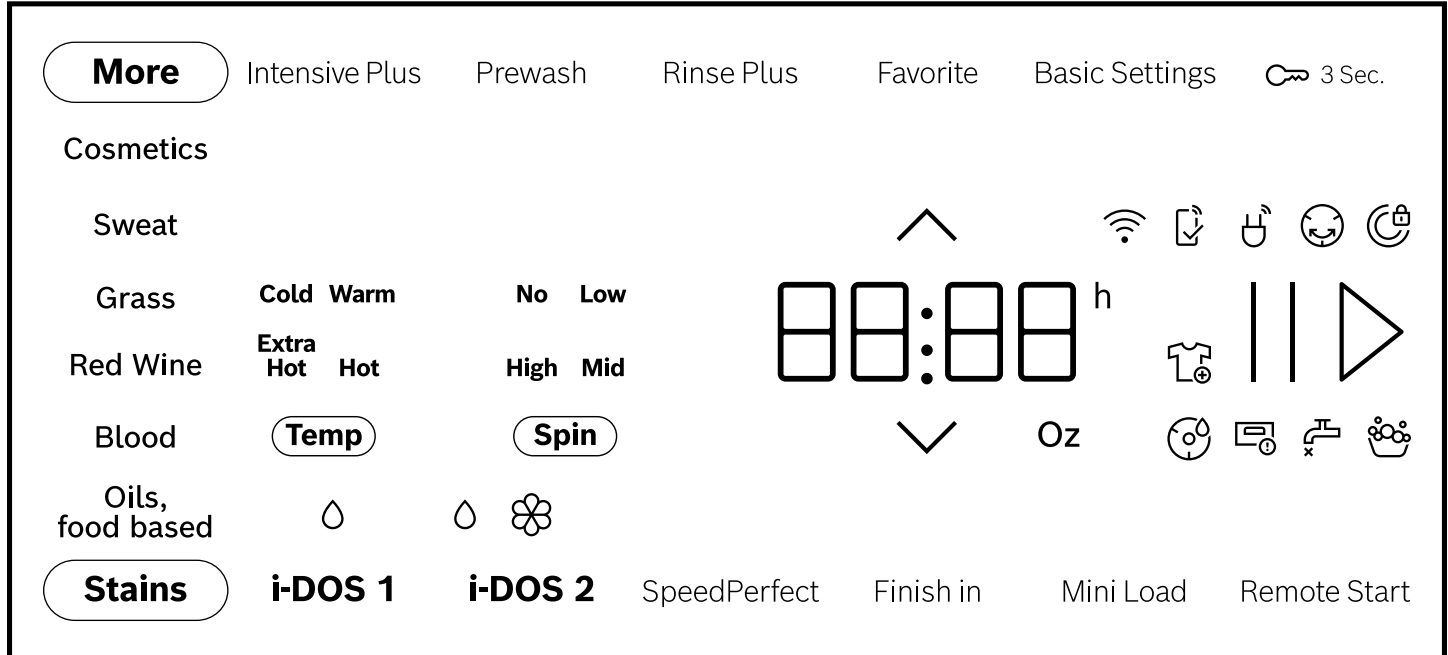 More Intensive Plus Prewash Rinse Plus Favorite Basic Settings 3 Sec.
Cosmetics
Sweat
Grass Cold Warm No Low
88:88 h
Extra
Red Wine Hot Hot High Mid
Blood Temp Spin Oz
Oils,
food based
Stains i-DOS 1 i-DOS 2 SpeedPerfect Finish in Mini Load Remote Start